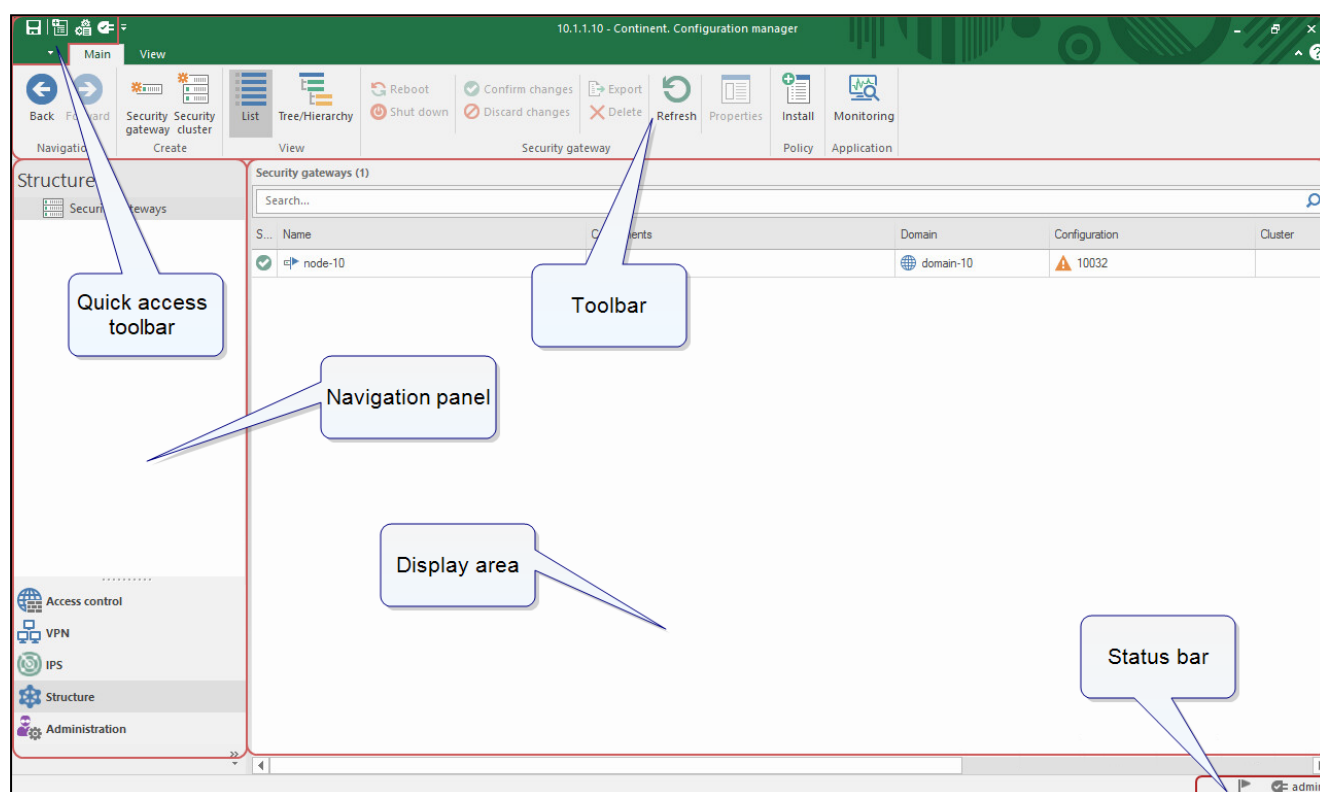 10.1.1.10 - Continent. Configuration manager
Main View
Back Security gateway Security cluster List Tree/Hierarchy Reboot Shut down Confirm changes Discard changes Export Delete Refresh Properties Install Monitoring
Create View Security gateway Policy Application
Structure
Security gateways (1)
Search...
S... Name Domain Configuration Cluster
node-10 domain-10 10032
Quick access
toolbar
Toolbar
Navigation panel
Display area
Status bar
Access control
VPN
IPS
Structure
Administration